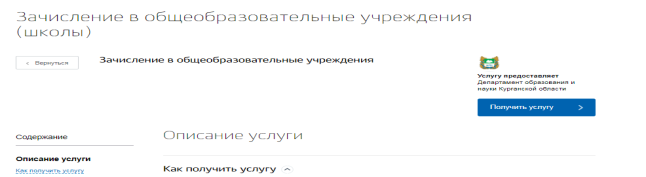 Зачисление в общеобразовательные учреждения
(школы)
< Вернуться
Зачисление в общеобразовательные учреждения
Услугу предоставляет
Департамент образования и
науки Курганской области
Получить услугу >
Содержание
Описание услуги
Описание услуги
Как получить услугу
Как получить услугу